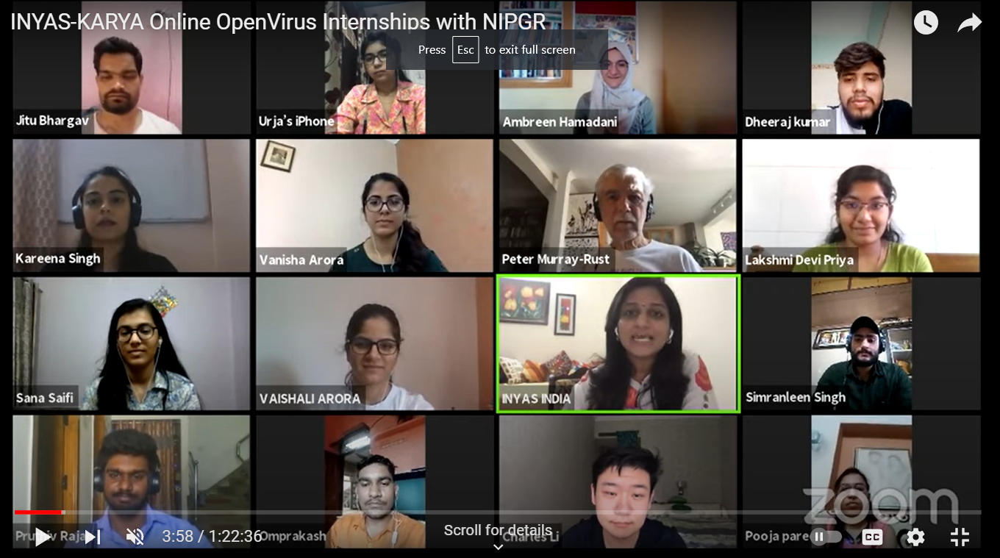 INYAS-KARYA Online OpenVirus Internships with NIPGR
Press Esc to exit full screen
Jitu Bhargav
Urja's iPhone
Ambreen Hamadani
Dheeraj kumar
Kareena Singh
Vanisha Arora
Peter Murray-Rust
Lakshmi Devi Priya
Sana Saifi
VAISHALI ARORA
INYAS INDIA
Simranleen Singh
zoom
Scroll for details
3:58 / 1:22:36
Omprakash
Charles Li
Pooja pare
CC